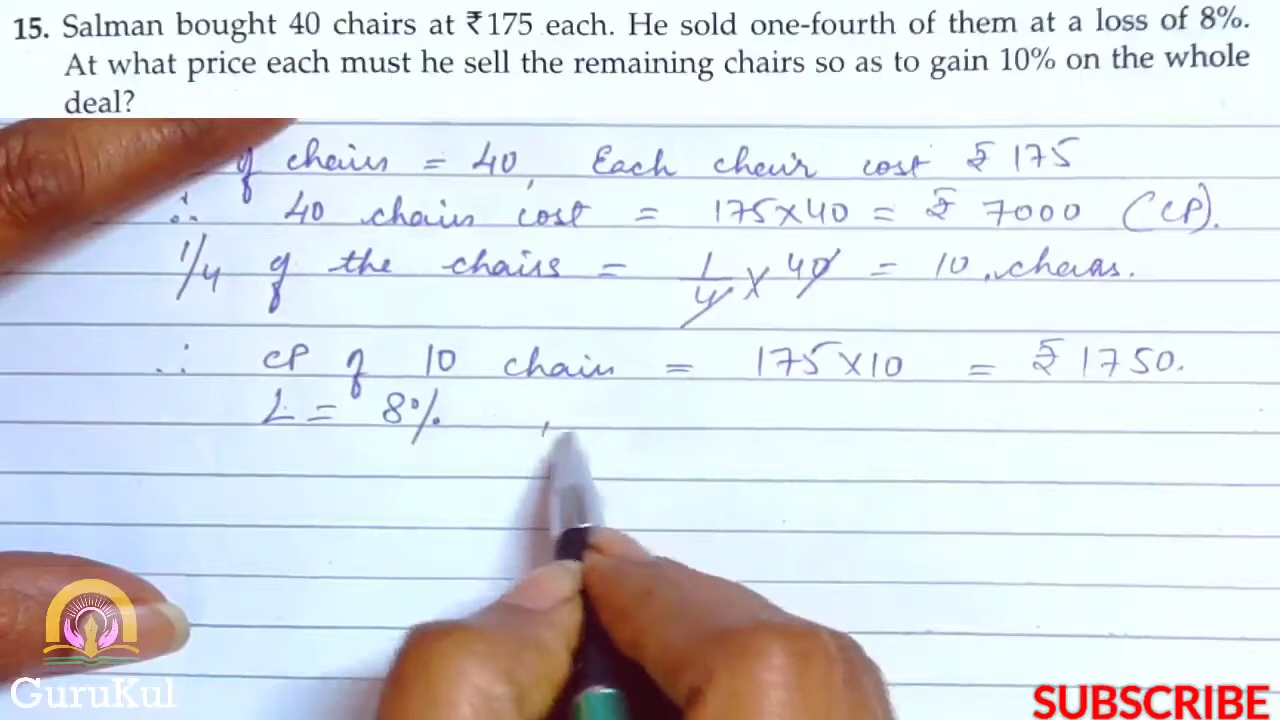 15. Salman bought 40 chairs at ₹175 each. He sold one-fourth of them at a loss of 8%.
At what price each must he sell the remaining chairs so as to gain 10% on the whole
deal?
of chairs = 40, Each chair cost ₹ 175
∴ 40 chairs cost = 175×40 = ₹ 7000 (CP).
1/4 of the chairs = 1/4 × 40 = 10 chairs.
∴ CP of 10 chairs = 175×10 = ₹ 1750.
L = 8%
GuruKul
SUBSCRIBE